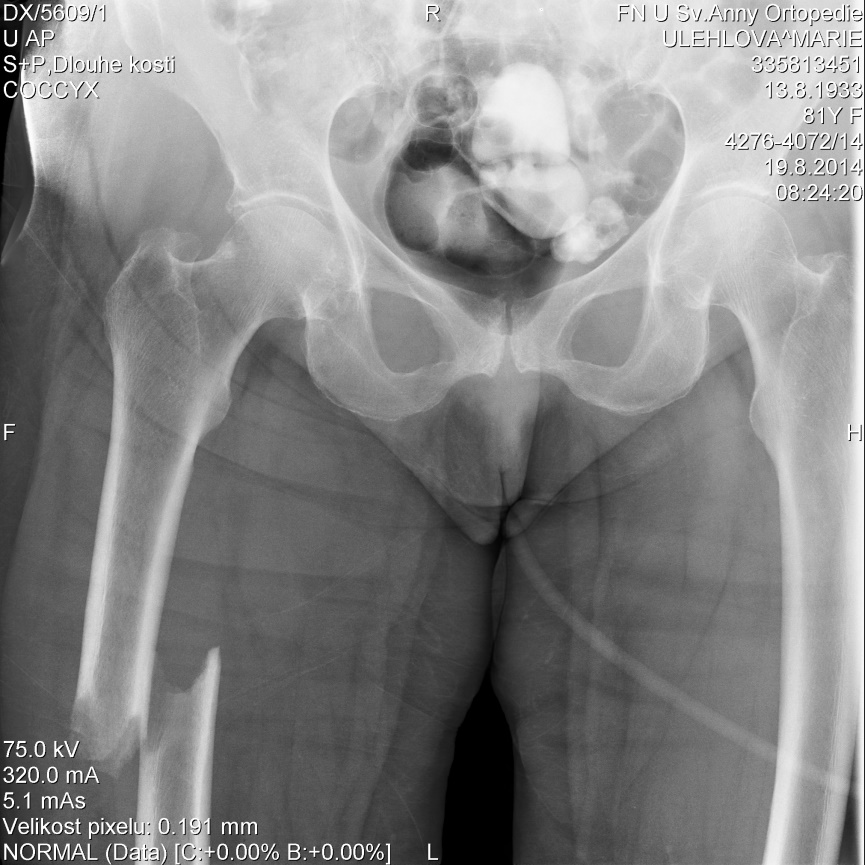 DX/5609/1
U AP
S+P,Dlouhe kosti
COCCYX
R
FN U Sv.Anny Ortopedie
ULEHLOVA^MARIE
335813451
13.8.1933
81Y F
4276-4072/14
19.8.2014
08:24:20
F
H
75.0 kV
320.0 mA
5.1 mAs
Velikost pixelu: 0.191 mm
NORMAL (Data) [C:+0.00% B:+0.00%]
L